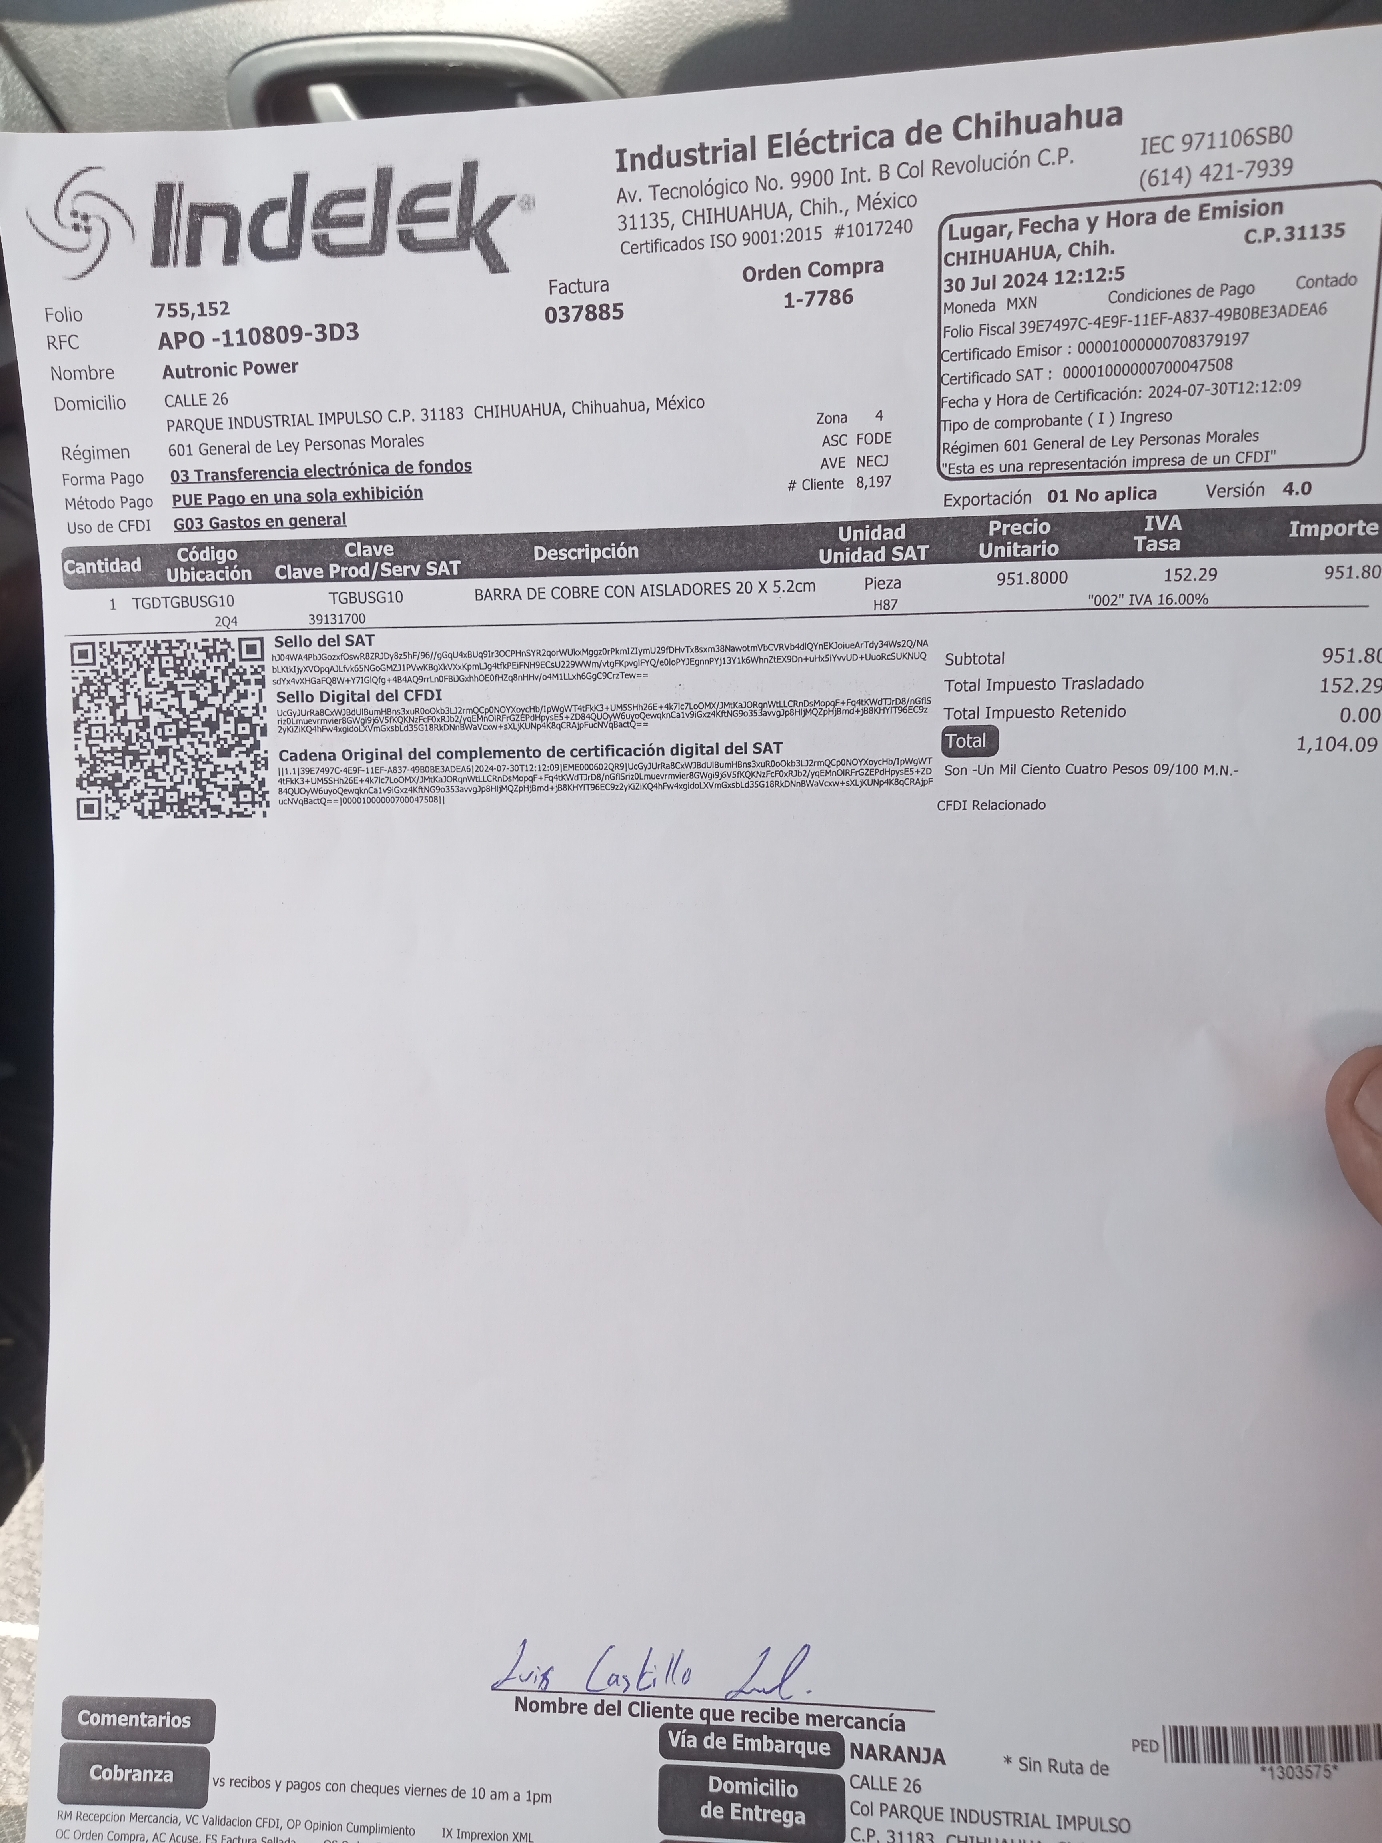 Indelek
Industrial Eléctrica de Chihuahua
Av. Tecnológico No. 9900 Int. B Col Revolución C.P.
31135, CHIHUAHUA, Chih., México
Certificados ISO 9001:2015 #1017240
IEC 971106SB0
(614) 421-7939
Lugar, Fecha y Hora de Emision
CHIHUAHUA, Chih. C.P.31135
30 Jul 2024 12:12:5
Moneda MXN Condiciones de Pago Contado
Folio Fiscal 39E7497C-4E9F-11EF-A837-49B0BE3ADEA6
Certificado Emisor : 00001000000708379197
Certificado SAT : 00001000000700047508
Fecha y Hora de Certificación: 2024-07-30T12:12:09
Tipo de comprobante ( I ) Ingreso
Régimen 601 General de Ley Personas Morales
"Esta es una representación impresa de un CFDI"
Exportación 01 No aplica Versión 4.0
Folio 755,152
Factura
037885
Orden Compra
1-7786
RFC APO -110809-3D3
Nombre Autronic Power
Domicilio CALLE 26
PARQUE INDUSTRIAL IMPULSO C.P. 31183 CHIHUAHUA, Chihuahua, México
Régimen 601 General de Ley Personas Morales
Forma Pago 03 Transferencia electrónica de fondos
Método Pago PUE Pago en una sola exhibición
Uso de CFDI G03 Gastos en general
Zona 4
ASC FODE
AVE NECJ
# Cliente 8,197
Cantidad Código Ubicación Clave Clave Prod/Serv SAT Descripción Unidad Unidad SAT Precio Unitario IVA Tasa Importe
1 TGDTGBUSG10 TGBUSG10 BARRA DE COBRE CON AISLADORES 20 X 5.2cm Pieza 951.8000 152.29 951.80
2Q4 39131700 H87 "002" IVA 16.00%
Sello del SAT
Sello Digital del CFDI
Cadena Original del complemento de certificación digital del SAT
Subtotal 951.80
Total Impuesto Trasladado 152.29
Total Impuesto Retenido 0.00
Total 1,104.09
Son -Un Mil Ciento Cuatro Pesos 09/100 M.N.-
CFDI Relacionado
Luis Castillo
Nombre del Cliente que recibe mercancía
Comentarios
Cobranza vs recibos y pagos con cheques viernes de 10 am a 1pm
RM Recepcion Mercancia, VC Validacion CFDI, OP Opinion Cumplimiento IX Imprexion XML
OC Orden Compra, AC Acuse, FS Factura Sellada
Vía de Embarque NARANJA * Sin Ruta de
PED *1303575*
Domicilio de Entrega
CALLE 26
Col PARQUE INDUSTRIAL IMPULSO
C.P. 31183